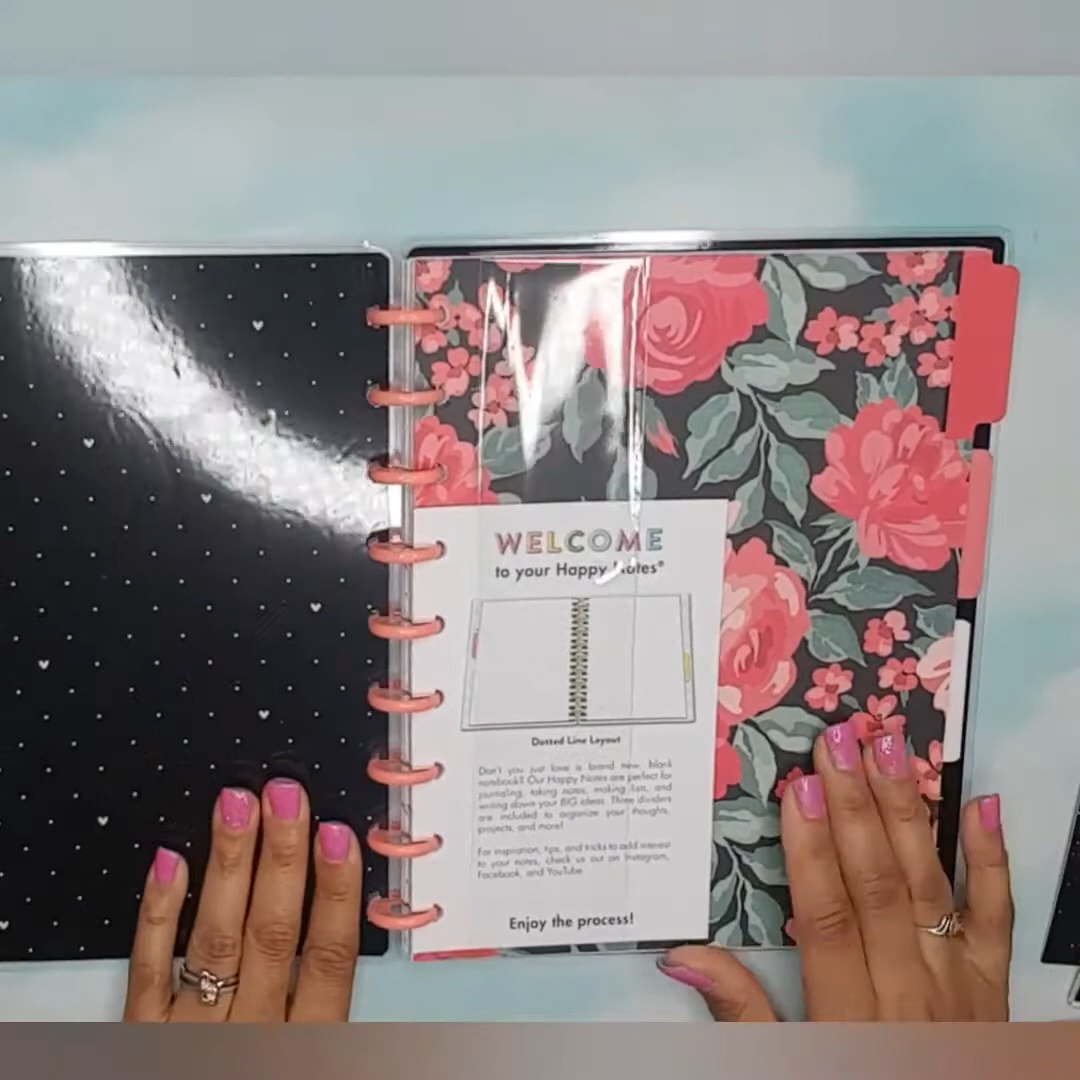 WELCOME
to your Happy Notes®
Dotted Line Layout
Don't you just love a brand new, blank
notebook? Our Happy Notes are perfect for
journaling, taking notes, making lists, and
writing down your BIG ideas. Three dividers
are included to organize your thoughts,
projects, and more!
For inspiration, tips, and tricks to add interest
to your notes, check us out on Instagram,
Facebook, and YouTube.
Enjoy the process!